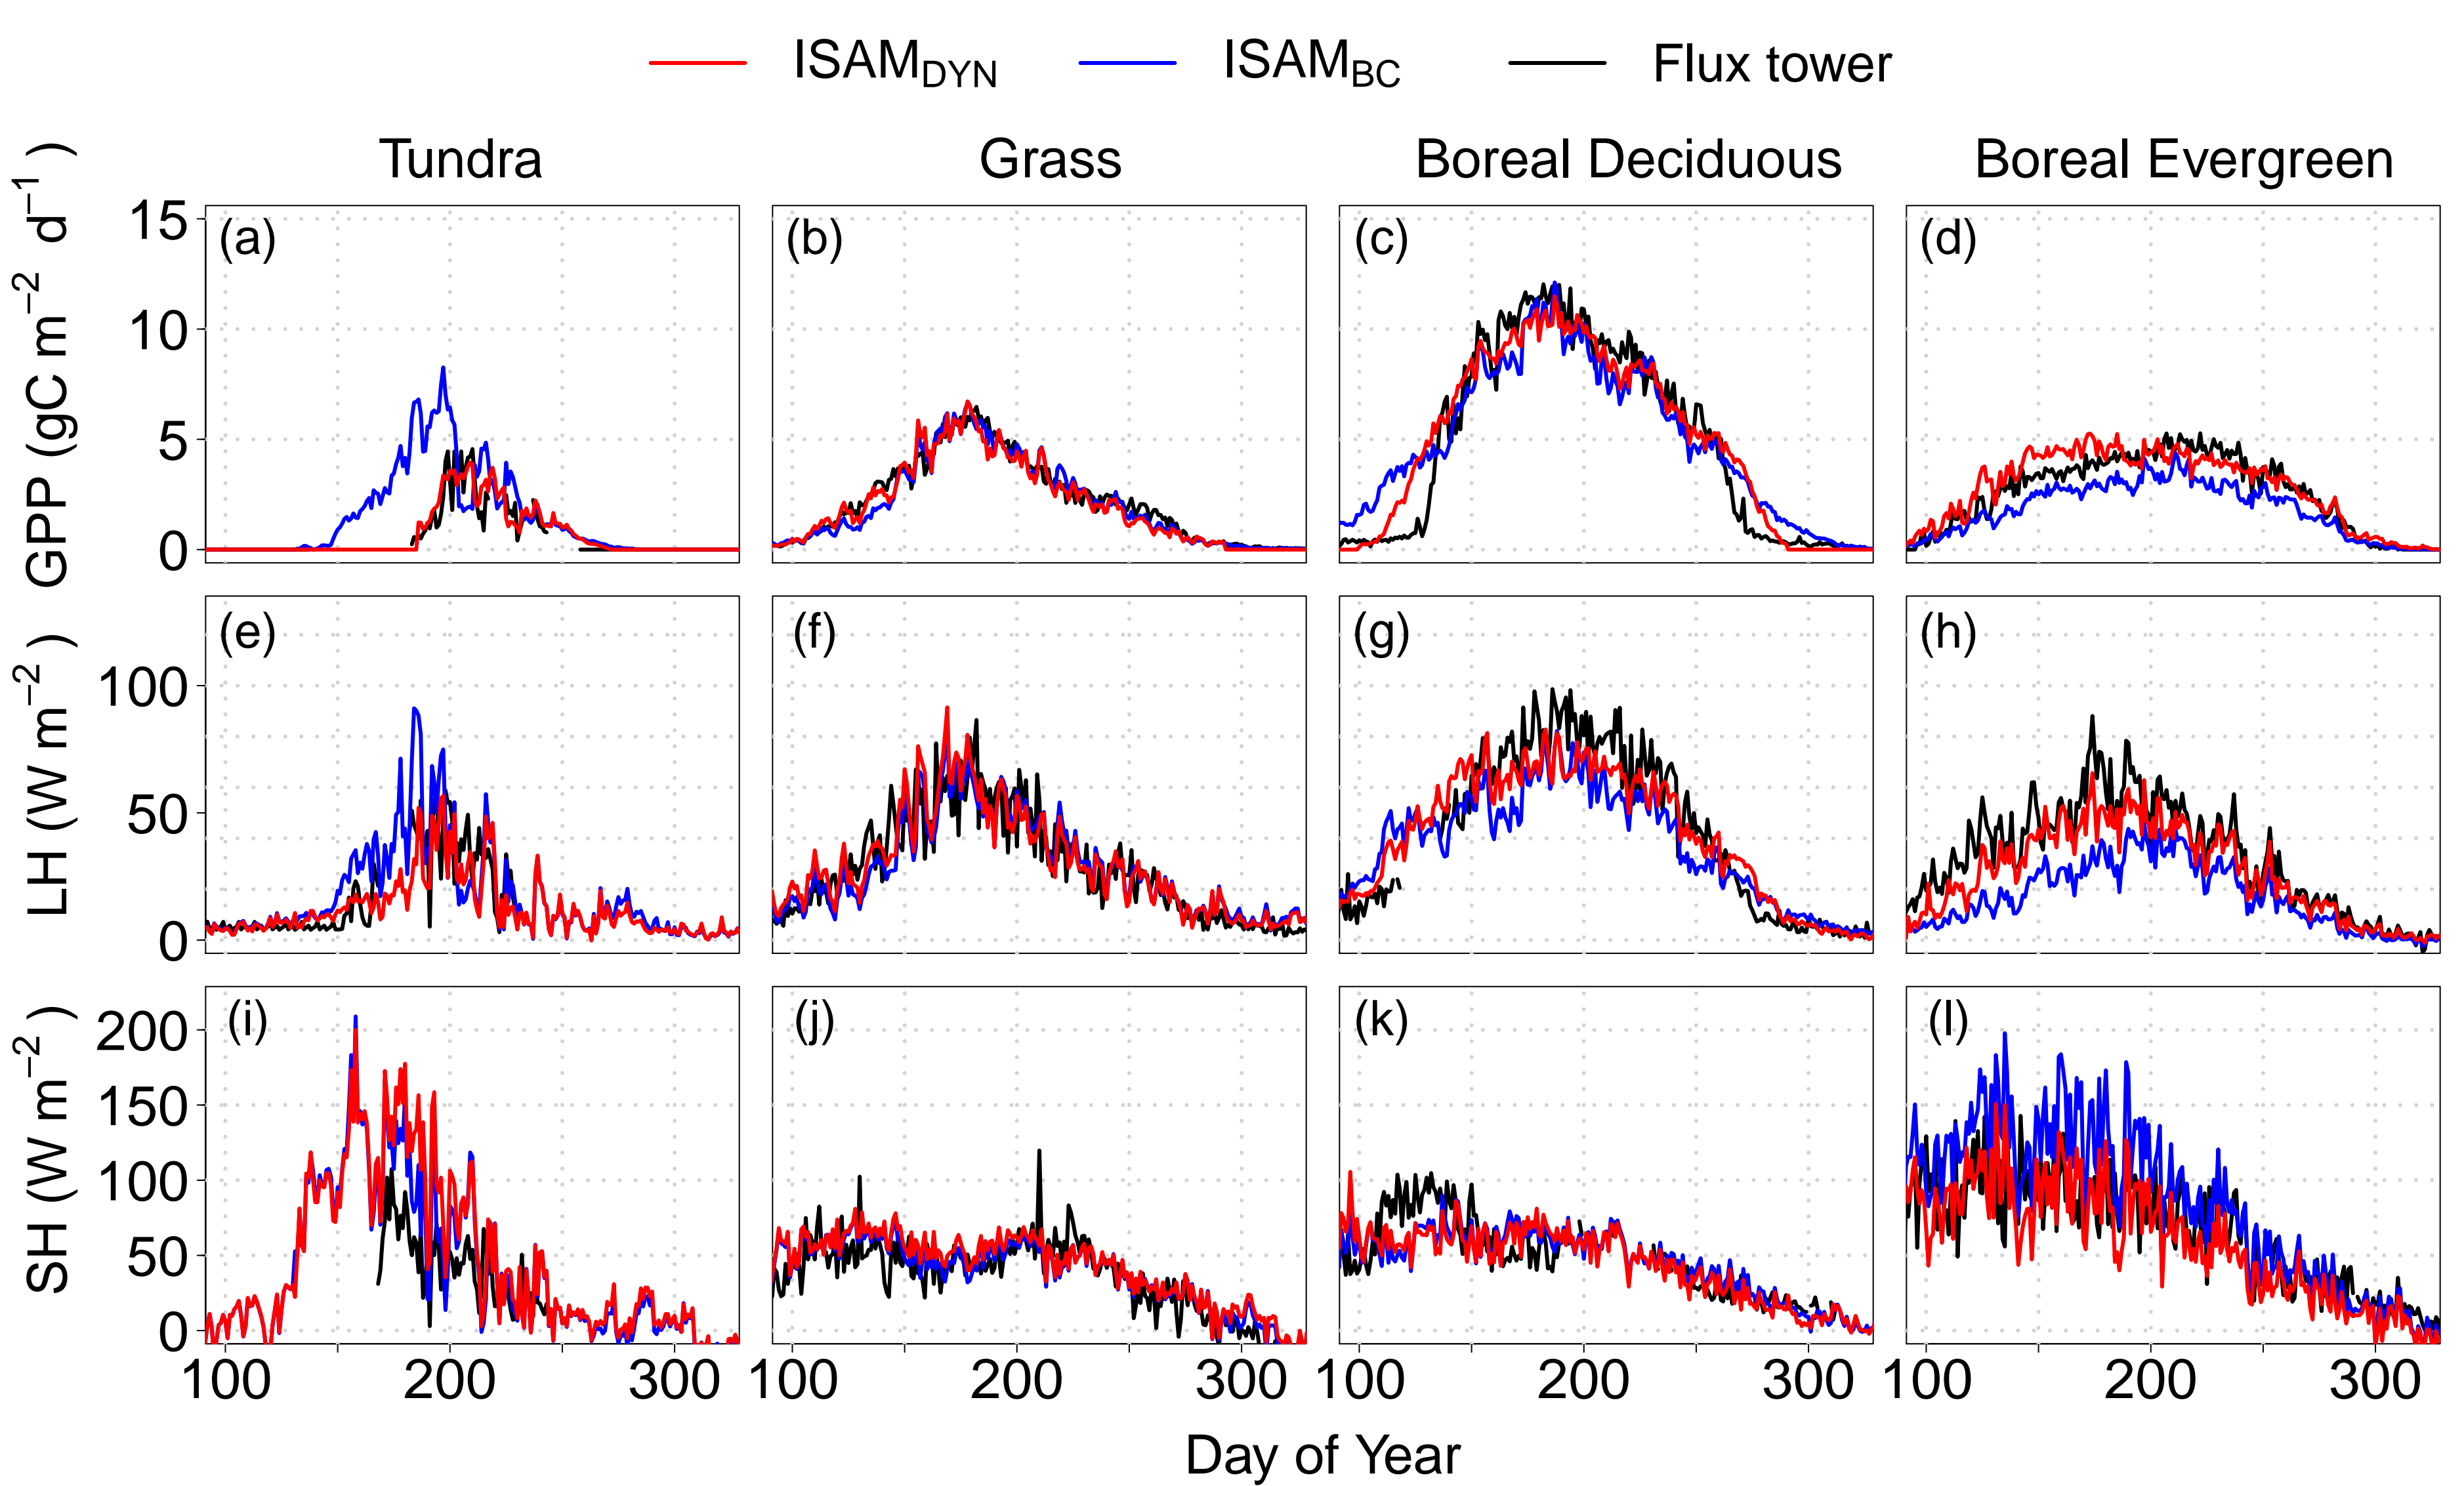 ISAM_DYN ISAM_BC Flux tower
Tundra Grass Boreal Deciduous Boreal Evergreen
GPP (gC m⁻² d⁻¹)
15
10
5
0
(a) (b) (c) (d)
LH (W m⁻²)
100
50
0
(e) (f) (g) (h)
SH (W m⁻²)
200
150
100
50
0
(i) (j) (k) (l)
100 200 300 100 200 300 100 200 300 100 200 300
Day of Year